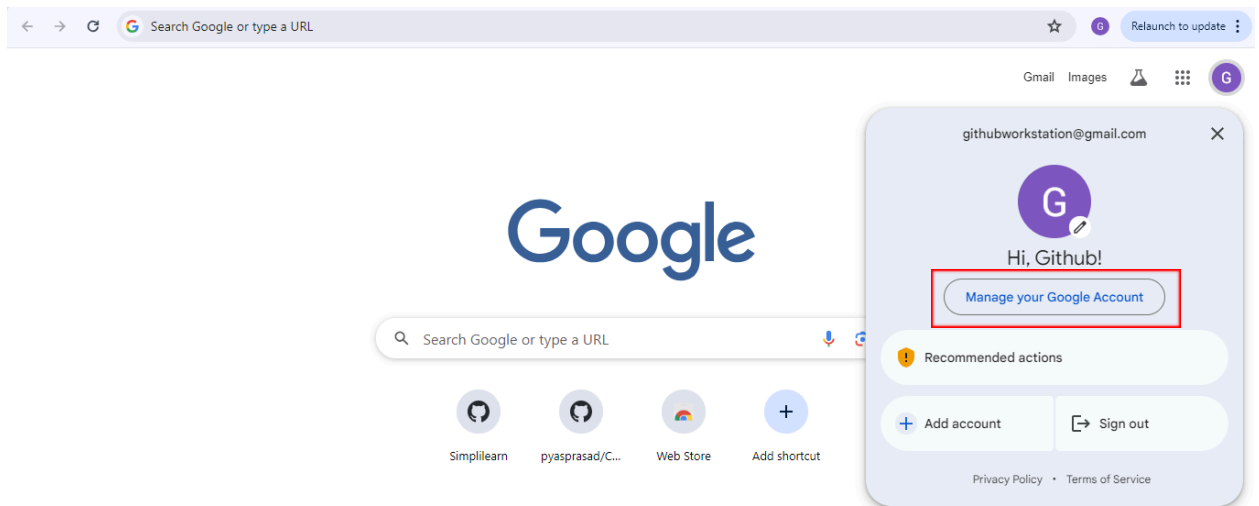 Search Google or type a URL
G
Relaunch to update
Gmail Images
G
githubworkstation@gmail.com
G
Hi, Github!
Manage your Google Account
Google
Search Google or type a URL
Recommended actions
Add account
Sign out
Simplilearn
pyasprasad/C...
Web Store
Add shortcut
Privacy Policy • Terms of Service